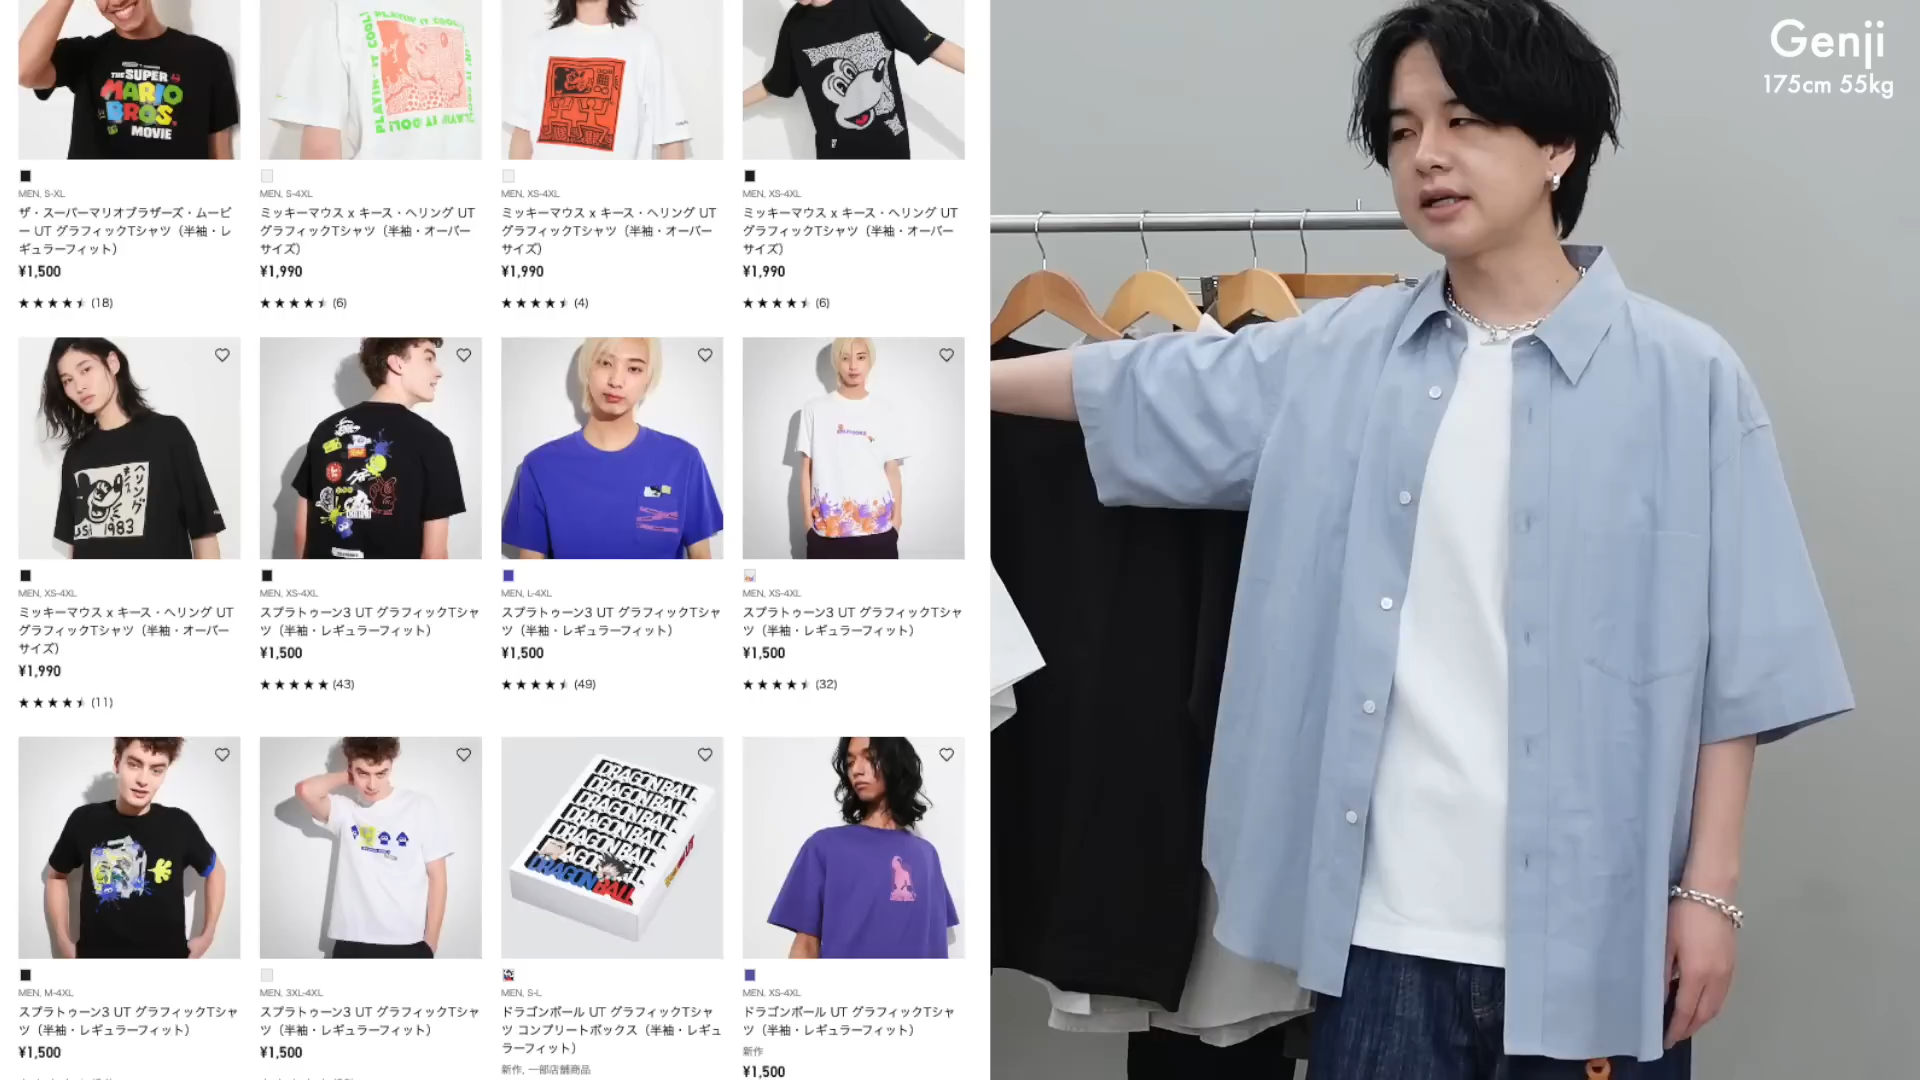 THE SUPER
MARIO
BROS.
MOVIE
PLAYIN' IT COOL!
Genji
175cm 55kg
MEN, S-XL
ザ・スーパーマリオブラザーズ・ムービ
ー UT グラフィックTシャツ（半袖・レ
ギュラーフィット）
¥1,500
(18)
MEN, S-4XL
ミッキーマウス x キース・ヘリング UT
グラフィックTシャツ（半袖・オーバー
サイズ）
¥1,990
(6)
MEN, XS-4XL
ミッキーマウス x キース・ヘリング UT
グラフィックTシャツ（半袖・オーバー
サイズ）
¥1,990
(4)
MEN, XS-4XL
ミッキーマウス x キース・ヘリング UT
グラフィックTシャツ（半袖・オーバー
サイズ）
¥1,990
(6)
ヘリング
キース
1983
MEN, XS-4XL
ミッキーマウス x キース・ヘリング UT
グラフィックTシャツ（半袖・オーバー
サイズ）
¥1,990
(11)
MEN, XS-4XL
スプラトゥーン3 UT グラフィックTシャ
ツ（半袖・レギュラーフィット）
¥1,500
(43)
MEN, L-4XL
スプラトゥーン3 UT グラフィックTシャ
ツ（半袖・レギュラーフィット）
¥1,500
(49)
MEN, XS-4XL
スプラトゥーン3 UT グラフィックTシャ
ツ（半袖・レギュラーフィット）
¥1,500
(32)
MEN, M-4XL
スプラトゥーン3 UT グラフィックTシャ
ツ（半袖・レギュラーフィット）
¥1,500
MEN, 3XL-4XL
スプラトゥーン3 UT グラフィックTシャ
ツ（半袖・レギュラーフィット）
¥1,500
DRAGONBALL
DRAGONBALL
DRAGONBALL
DRAGONBALL
DRAGONBALL
DRAGONBALL
MEN, S-L
ドラゴンボール UT グラフィックTシャ
ツ コンプリートボックス（半袖・レギュ
ラーフィット）
新作, 一部店舗商品
MEN, XS-4XL
ドラゴンボール UT グラフィックTシャ
ツ（半袖・レギュラーフィット）
新作
¥1,500